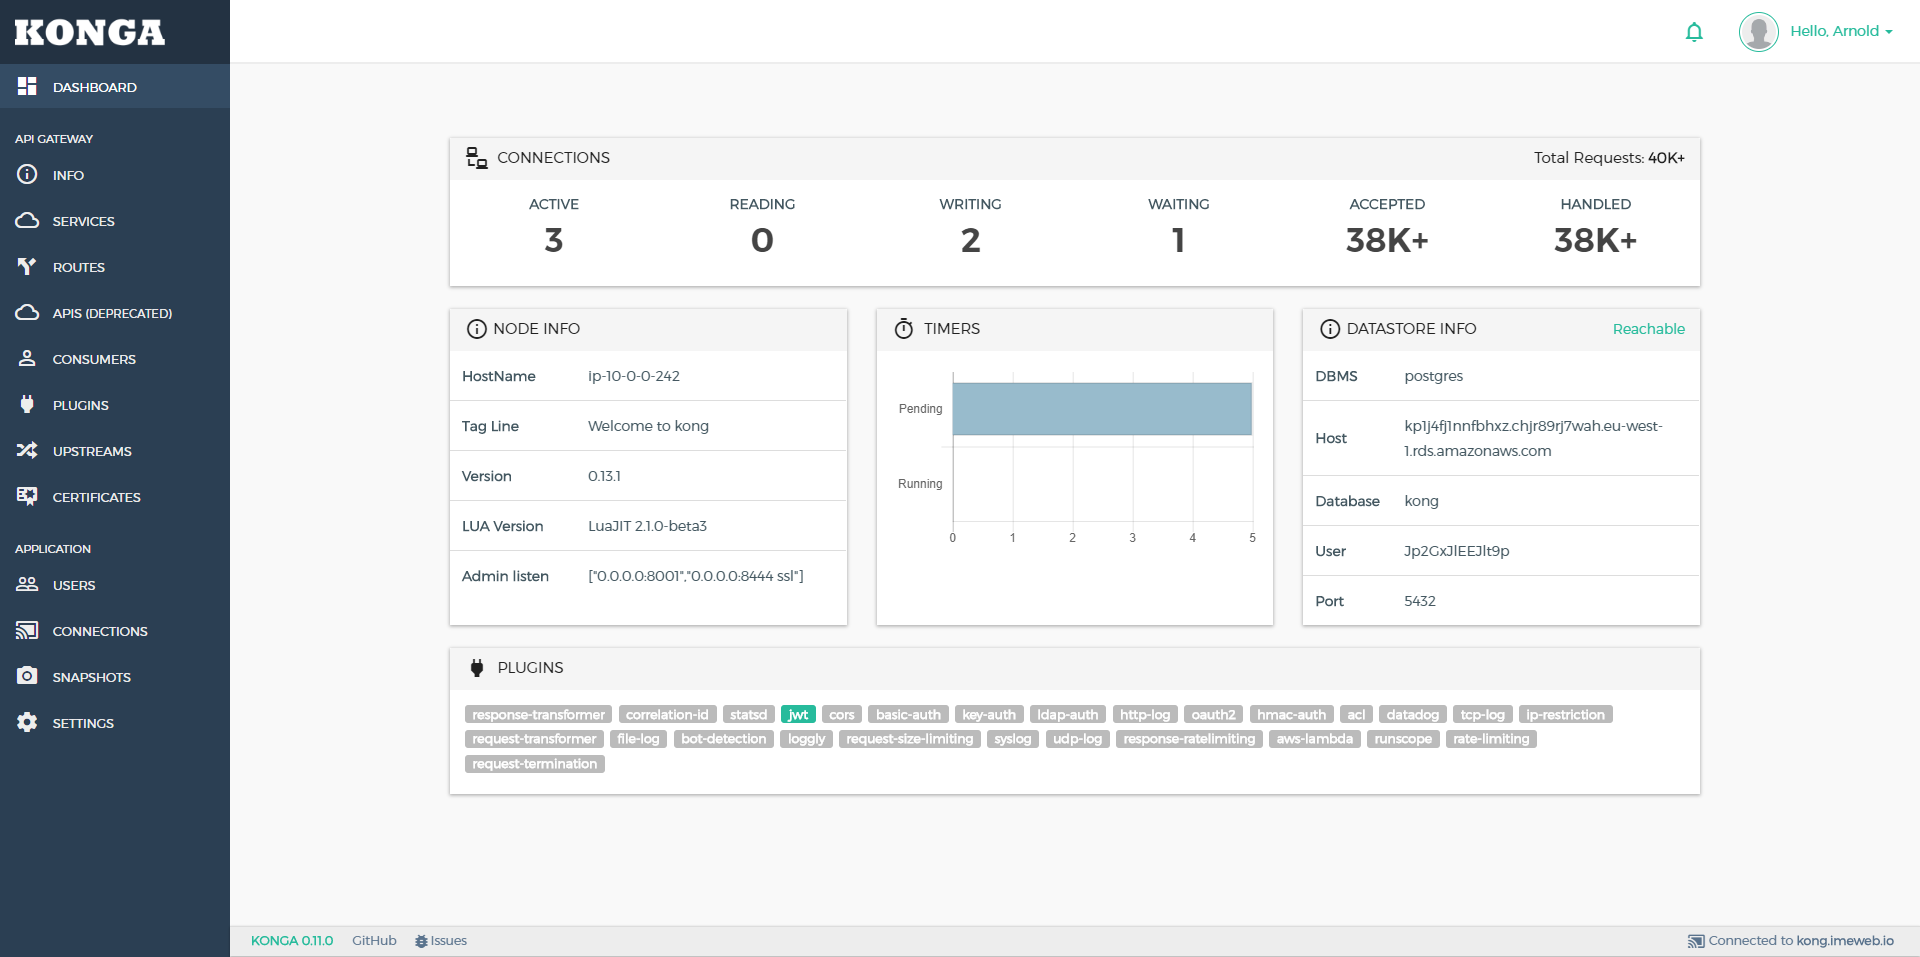 KONGA
Hello, Arnold
DASHBOARD
API GATEWAY
INFO
SERVICES
ROUTES
APIS (DEPRECATED)
CONSUMERS
PLUGINS
UPSTREAMS
CERTIFICATES
APPLICATION
USERS
CONNECTIONS
SNAPSHOTS
SETTINGS
CONNECTIONS Total Requests: 40K+
ACTIVE READING WRITING WAITING ACCEPTED HANDLED
3 0 2 1 38K+ 38K+
NODE INFO
HostName ip-10-0-0-242
Tag Line Welcome to kong
Version 0.13.1
LUA Version LuaJIT 2.1.0-beta3
Admin listen ["0.0.0.0:8001","0.0.0.0:8444 ssl"]
TIMERS
Pending
Running
0 1 2 3 4 5
DATASTORE INFO Reachable
DBMS postgres
Host kp1j4fj1nnfbhxz.chjr89rj7wah.eu-west-
1.rds.amazonaws.com
Database kong
User Jp2GxJlEEJlt9p
Port 5432
PLUGINS
response-transformer correlation-id statsd jwt cors basic-auth key-auth ldap-auth http-log oauth2 hmac-auth acl datadog tcp-log ip-restriction
request-transformer file-log bot-detection loggly request-size-limiting syslog udp-log response-ratelimiting aws-lambda runscope rate-limiting
request-termination
KONGA 0.11.0 GitHub Issues Connected to kong.imeweb.io